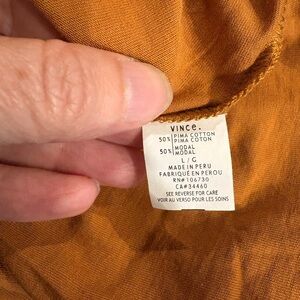 VINCE.
50% PIMA COTTON
PIMA COTON
50% MODAL
MODAL
L / G
MADE IN PERU
FABRIQUÉ EN PEROU
RN#106730
CA#34460
SEE REVERSE FOR CARE
VOIR AU VERSO POUR LES SOINS